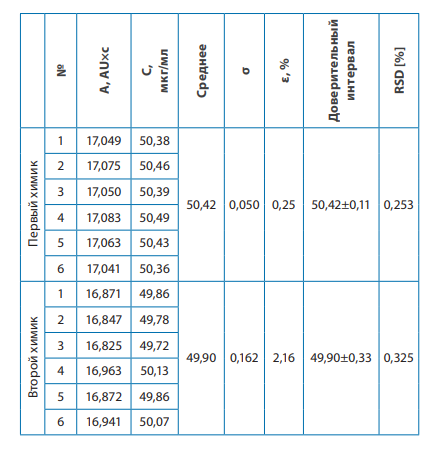 № A, AU×c C, мкг/мл Среднее σ ε, % Доверительный интервал RSD [%]
Первый химик
1 17,049 50,38
2 17,075 50,46
3 17,050 50,39
50,42 0,050 0,25 50,42±0,11 0,253
4 17,083 50,49
5 17,063 50,43
6 17,041 50,36
Второй химик
1 16,871 49,86
2 16,847 49,78
3 16,825 49,72
49,90 0,162 2,16 49,90±0,33 0,325
4 16,963 50,13
5 16,872 49,86
6 16,941 50,07